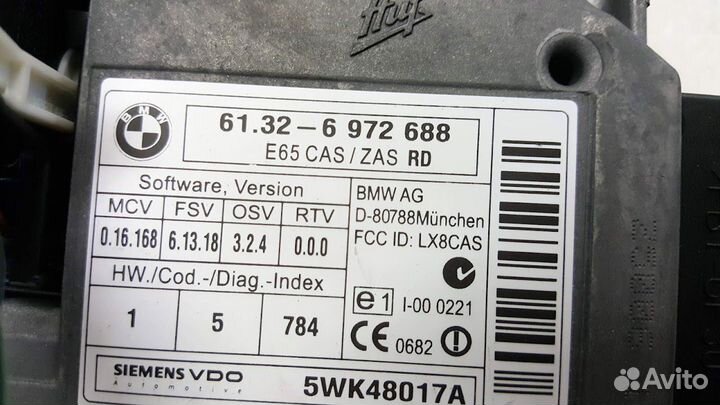 Huf
BMW
61.32-6 972 688
E65 CAS/ZAS RD
Software, Version
MCV FSV OSV RTV
0.16.168 6.13.18 3.2.4 0.0.0
HW./Cod.-/Diag.-Index
1 5 784
BMW AG
D-80788München
FCC ID: LX8CAS
e1 I-00 0221
CE 0682
SIEMENS VDO
Automotive
5WK48017A
Avito